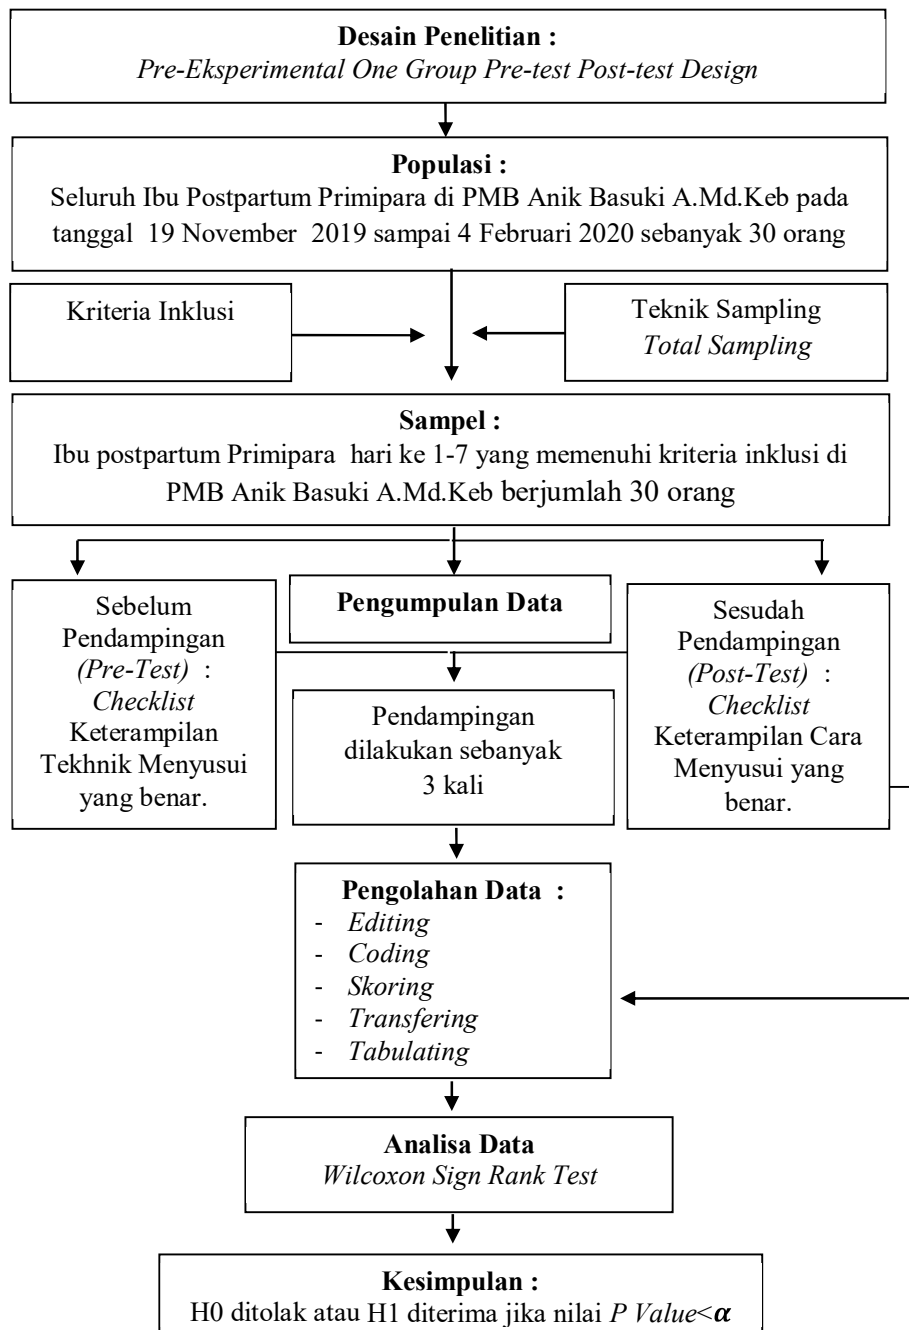 Desain Penelitian :
Pre-Eksperimental One Group Pre-test Post-test Design
Populasi :
Seluruh Ibu Postpartum Primipara di PMB Anik Basuki A.Md.Keb pada
tanggal 19 November 2019 sampai 4 Februari 2020 sebanyak 30 orang
Kriteria Inklusi
Teknik Sampling
Total Sampling
Sampel :
Ibu postpartum Primipara hari ke 1-7 yang memenuhi kriteria inklusi di
PMB Anik Basuki A.Md.Keb berjumlah 30 orang
Sebelum
Pendampingan
(Pre-Test) :
Checklist
Keterampilan
Tekhnik Menyusui
yang benar.
Pengumpulan Data
Pendampingan
dilakukan sebanyak
3 kali
Sesudah
Pendampingan
(Post-Test) :
Checklist
Keterampilan Cara
Menyusui yang
benar.
Pengolahan Data :
- Editing
- Coding
- Skoring
- Transfering
- Tabulating
Analisa Data
Wilcoxon Sign Rank Test
Kesimpulan :
H0 ditolak atau H1 diterima jika nilai P Value<α